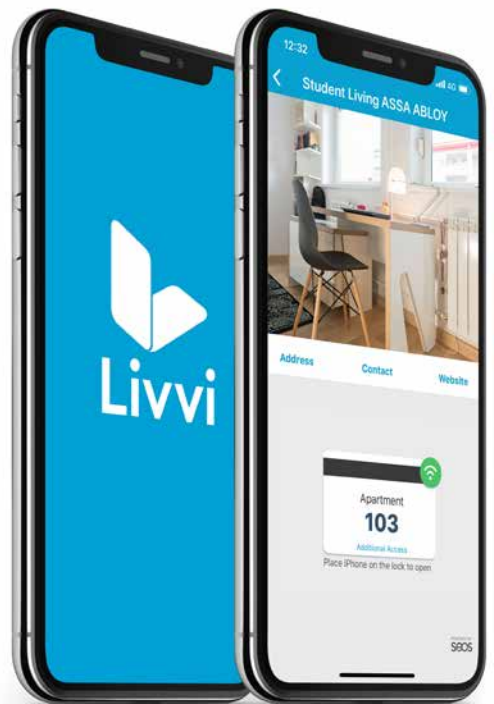 Livvi
12:32
4G
Student Living ASSA ABLOY
Address Contact Website
Apartment
103
Additional Access
Place iPhone on the lock to open
seos